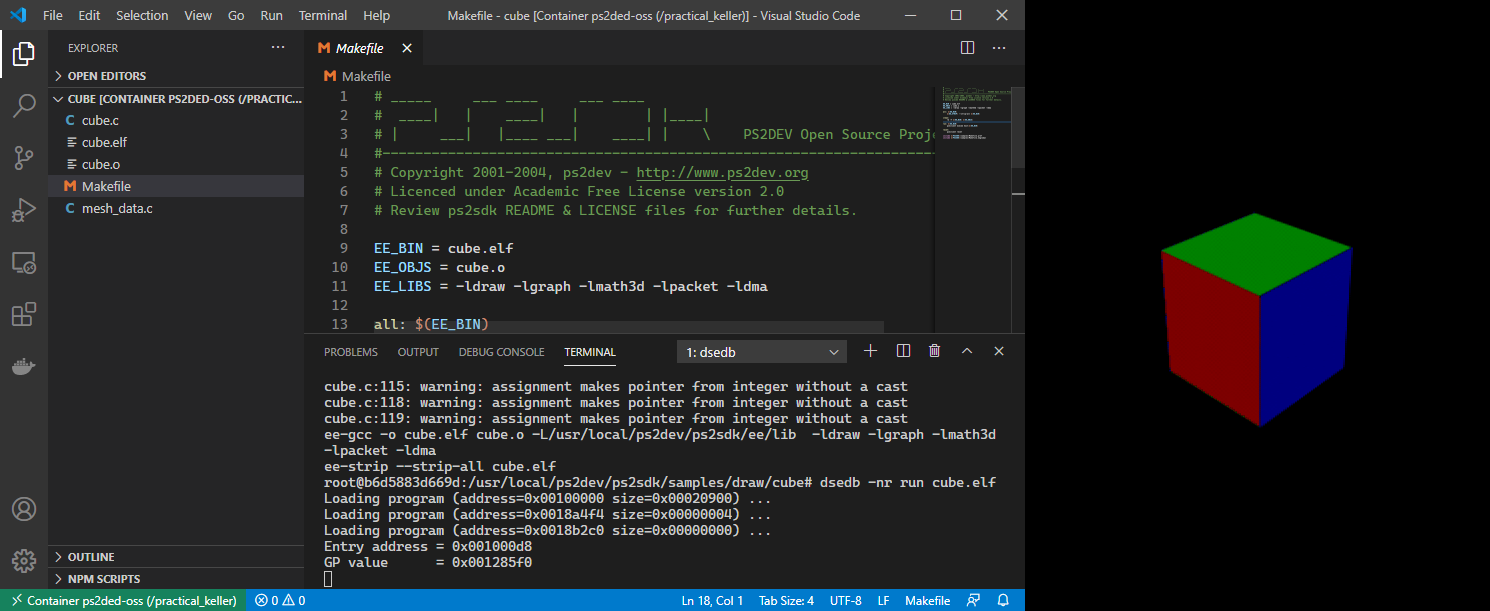 File Edit Selection View Go Run Terminal Help
Makefile - cube [Container ps2ded-oss (/practical_keller)] - Visual Studio Code
EXPLORER
OPEN EDITORS
CUBE [CONTAINER PS2DED-OSS (/PRACTIC...
C cube.c
cube.elf
cube.o
M Makefile
C mesh_data.c
OUTLINE
NPM SCRIPTS
M Makefile
M Makefile
1 # _____     ___ ____     ___ ____
2 #  ____|   |    ____|   |        | |____|
3 # |     ___|   |____ ___|    ____| |    \    PS2DEV Open Source Proj
4 #-----------------------------------------------------------------------
5 # Copyright 2001-2004, ps2dev - http://www.ps2dev.org
6 # Licenced under Academic Free License version 2.0
7 # Review ps2sdk README & LICENSE files for further details.
8
9 EE_BIN = cube.elf
10 EE_OBJS = cube.o
11 EE_LIBS = -ldraw -lgraph -lmath3d -lpacket -ldma
12
13 all: $(EE_BIN)
PROBLEMS OUTPUT DEBUG CONSOLE TERMINAL
1: dsedb
cube.c:115: warning: assignment makes pointer from integer without a cast
cube.c:118: warning: assignment makes pointer from integer without a cast
cube.c:119: warning: assignment makes pointer from integer without a cast
ee-gcc -o cube.elf cube.o -L/usr/local/ps2dev/ps2sdk/ee/lib  -ldraw -lgraph -lmath3d
-lpacket -ldma
ee-strip --strip-all cube.elf
root@b6d5883d669d:/usr/local/ps2dev/ps2sdk/samples/draw/cube# dsedb -nr run cube.elf
Loading program (address=0x00100000 size=0x00020900) ...
Loading program (address=0x0018a4f4 size=0x00000004) ...
Loading program (address=0x0018b2c0 size=0x00000000) ...
Entry address = 0x001000d8
GP value      = 0x001285f0
Container ps2ded-oss (/practical_keller) 0 0 Ln 18, Col 1 Tab Size: 4 UTF-8 LF Makefile